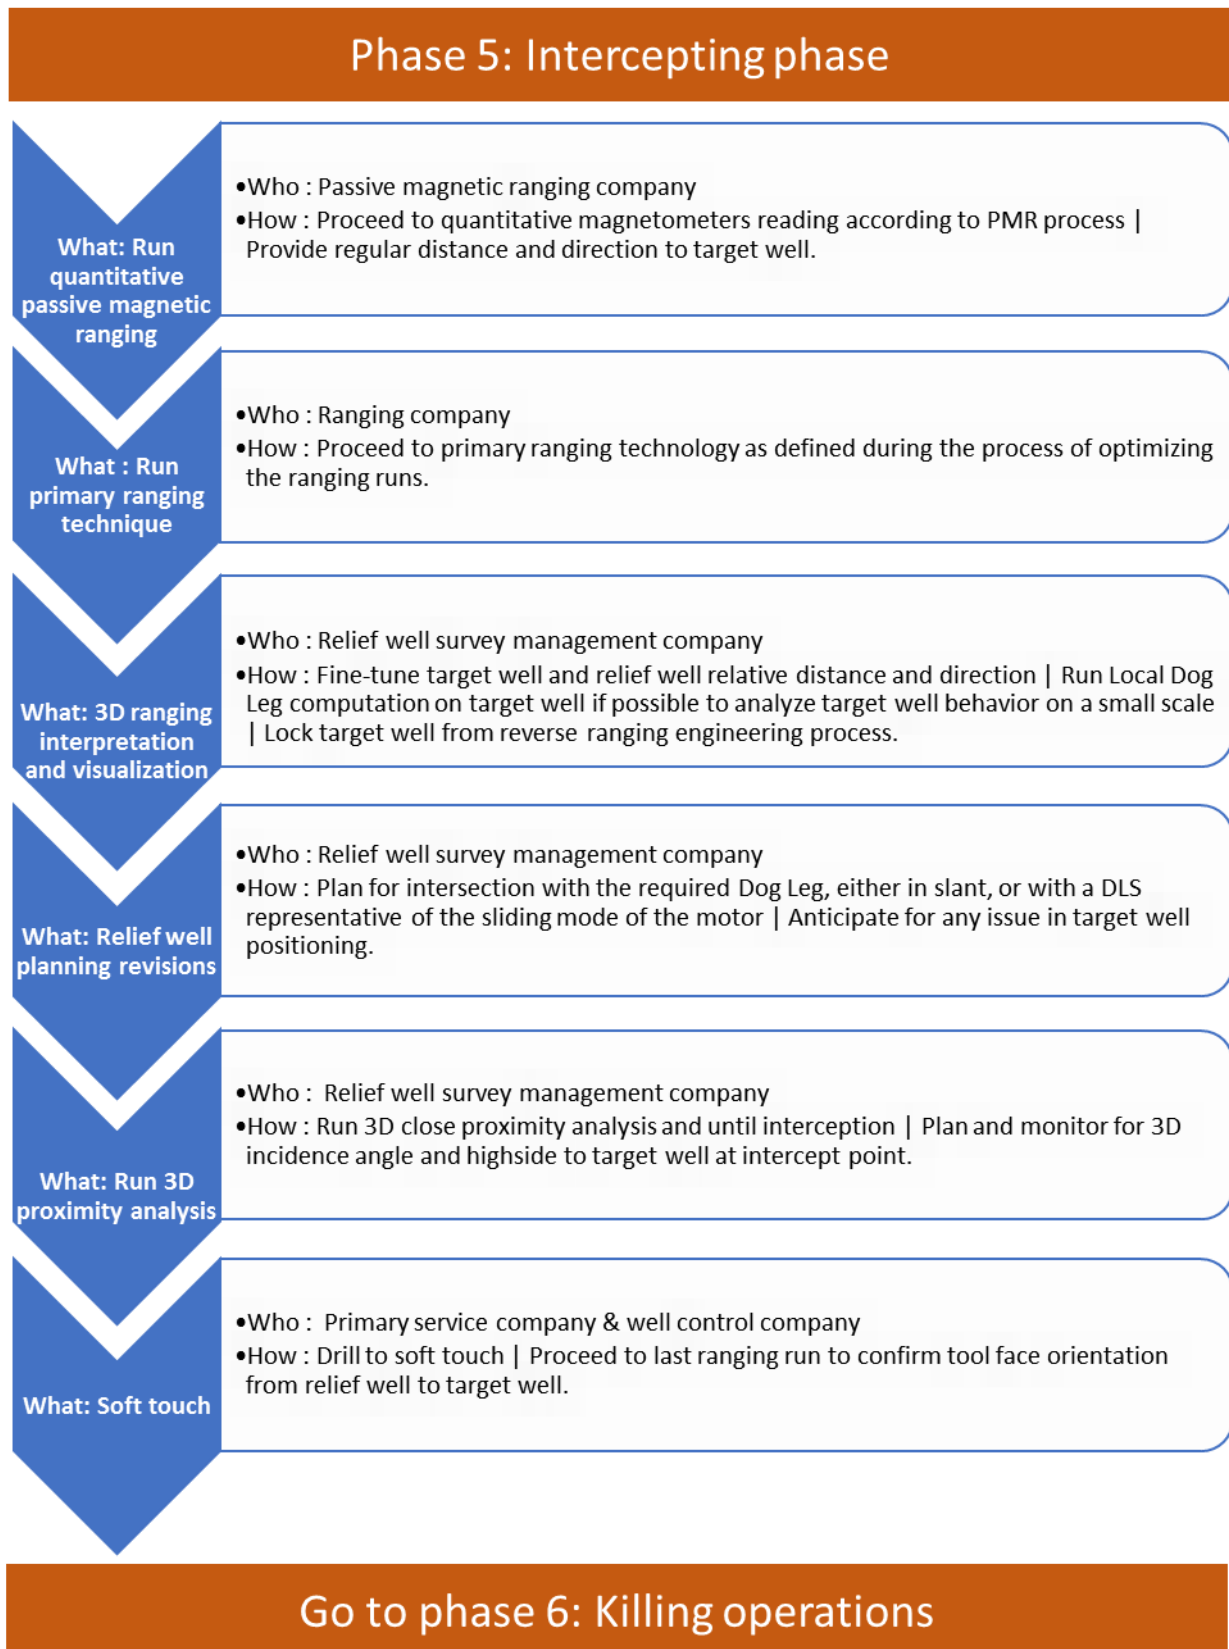 Phase 5: Intercepting phase
What: Run
quantitative
passive magnetic
ranging
•Who : Passive magnetic ranging company
•How : Proceed to quantitative magnetometers reading according to PMR process |
Provide regular distance and direction to target well.
What : Run
primary ranging
technique
•Who : Ranging company
•How : Proceed to primary ranging technology as defined during the process of optimizing
the ranging runs.
What: 3D ranging
interpretation
and visualization
•Who : Relief well survey management company
•How : Fine-tune target well and relief well relative distance and direction | Run Local Dog
Leg computation on target well if possible to analyze target well behavior on a small scale
| Lock target well from reverse ranging engineering process.
What: Relief well
planning revisions
•Who : Relief well survey management company
•How : Plan for intersection with the required Dog Leg, either in slant, or with a DLS
representative of the sliding mode of the motor | Anticipate for any issue in target well
positioning.
What: Run 3D
proximity analysis
•Who :  Relief well survey management company
•How : Run 3D close proximity analysis and until interception | Plan and monitor for 3D
incidence angle and highside to target well at intercept point.
What: Soft touch
•Who :  Primary service company & well control company
•How : Drill to soft touch | Proceed to last ranging run to confirm tool face orientation
from relief well to target well.
Go to phase 6: Killing operations